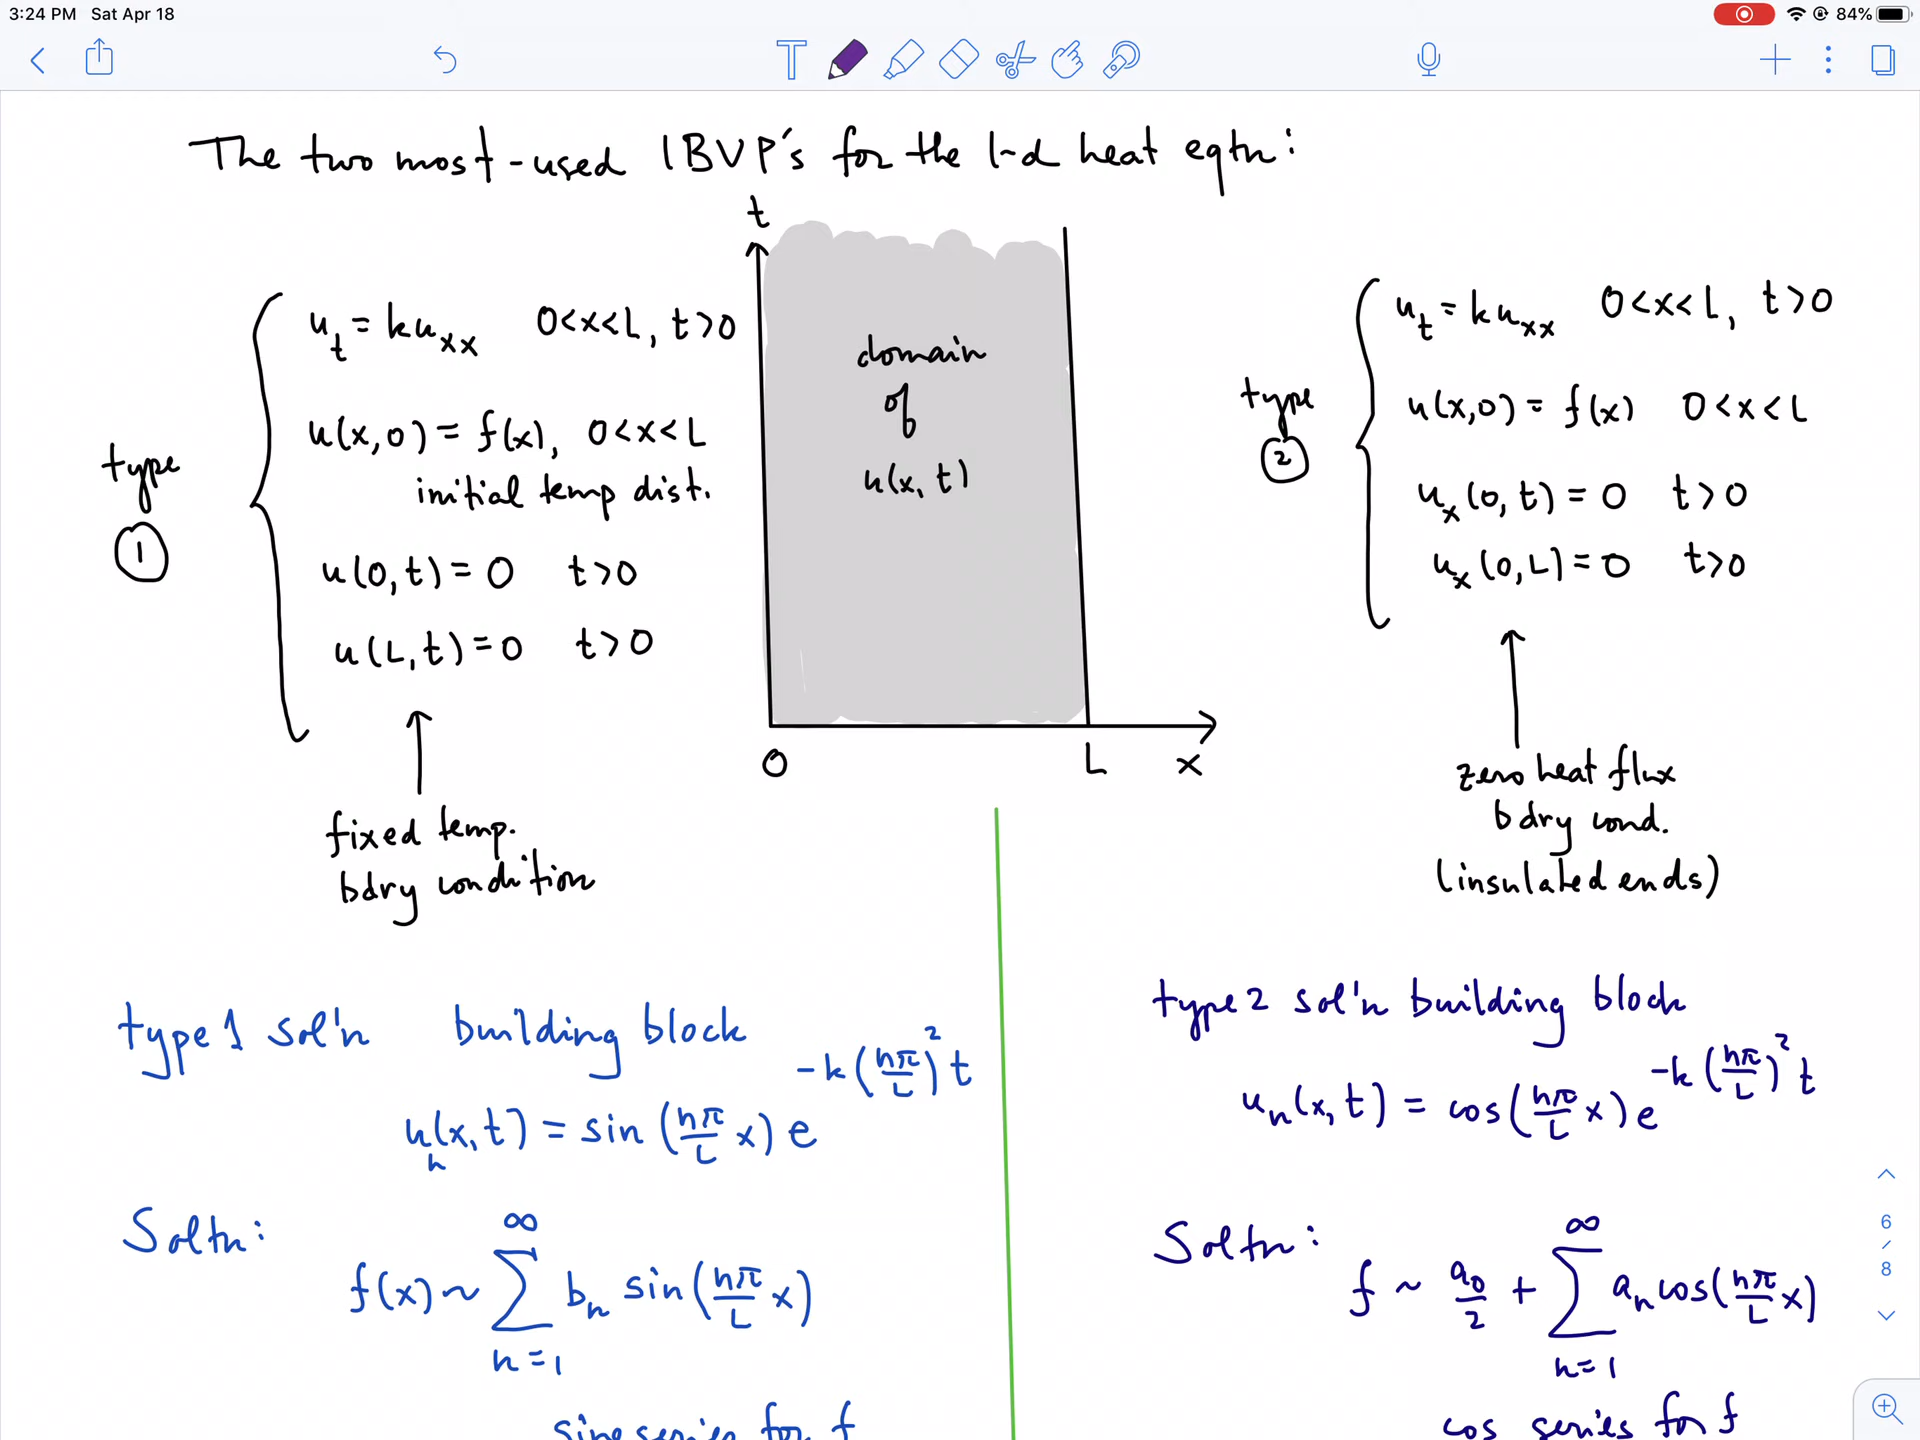 3:24 PM Sat Apr 18
84%
T
The two most-used IBVP's for the 1-d heat eqtn:
t
type
①
u_t = k u_xx 0<x<L, t>0
u(x,0) = f(x), 0<x<L
initial temp dist.
u(0,t) = 0 t>0
u(L,t) = 0 t>0
fixed temp.
bdry condition
domain
of
u(x,t)
0 L x
type
②
u_t = k u_xx 0<x<L, t>0
u(x,0) = f(x) 0<x<L
u_x(0,t) = 0 t>0
u_x(0,L) = 0 t>0
zero heat flux
bdry cond.
(insulated ends)
type 1 sol'n building block
u_n(x,t) = sin(nπ/L x) e^{-k(nπ/L)^2 t}
Soltn:
f(x) ~ ∑_{n=1}^{∞} b_n sin(nπ/L x)
sine series for f
type 2 sol'n building block
u_n(x,t) = cos(nπ/L x) e^{-k(nπ/L)^2 t}
Soltn:
f ~ a_0/2 + ∑_{n=1}^{∞} a_n cos(nπ/L x)
cos series for f
6
/
8